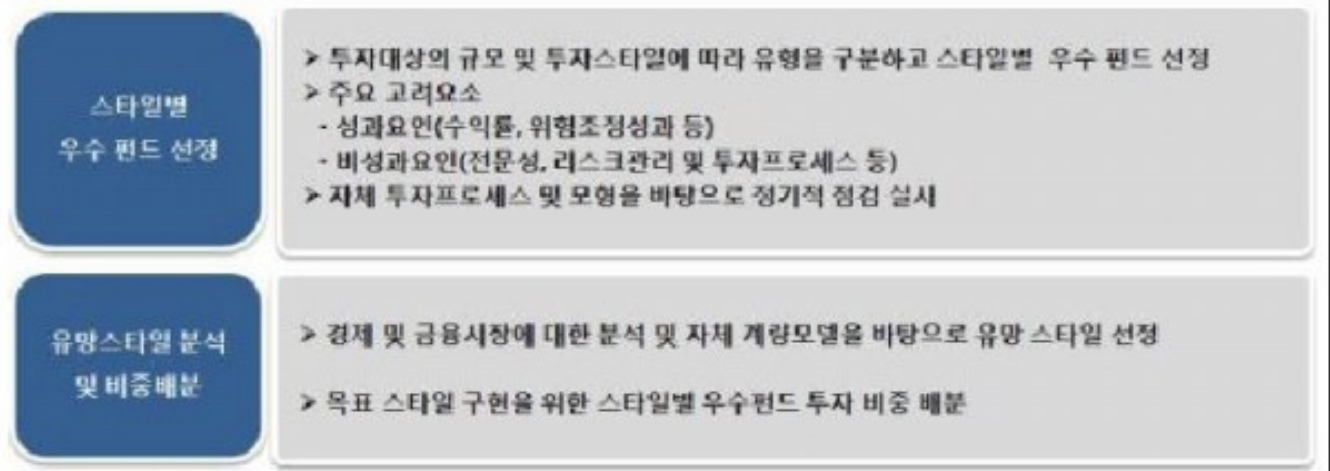 스타일별
우수 펀드 선정
➢ 투자대상의 규모 및 투자스타일에 따라 유형을 구분하고 스타일별 우수 펀드 선정
➢ 주요 고려요소
- 성과요인(수익률, 위험조정성과 등)
- 비성과요인(전문성, 리스크관리 및 투자프로세스 등)
➢ 자체 투자프로세스 및 모형을 바탕으로 정기적 점검 실시
유망스타일 분석
및 비중배분
➢ 경제 및 금융시장에 대한 분석 및 자체 계량모델을 바탕으로 유망 스타일 선정
➢ 목표 스타일 구현을 위한 스타일별 우수펀드 투자 비중 배분